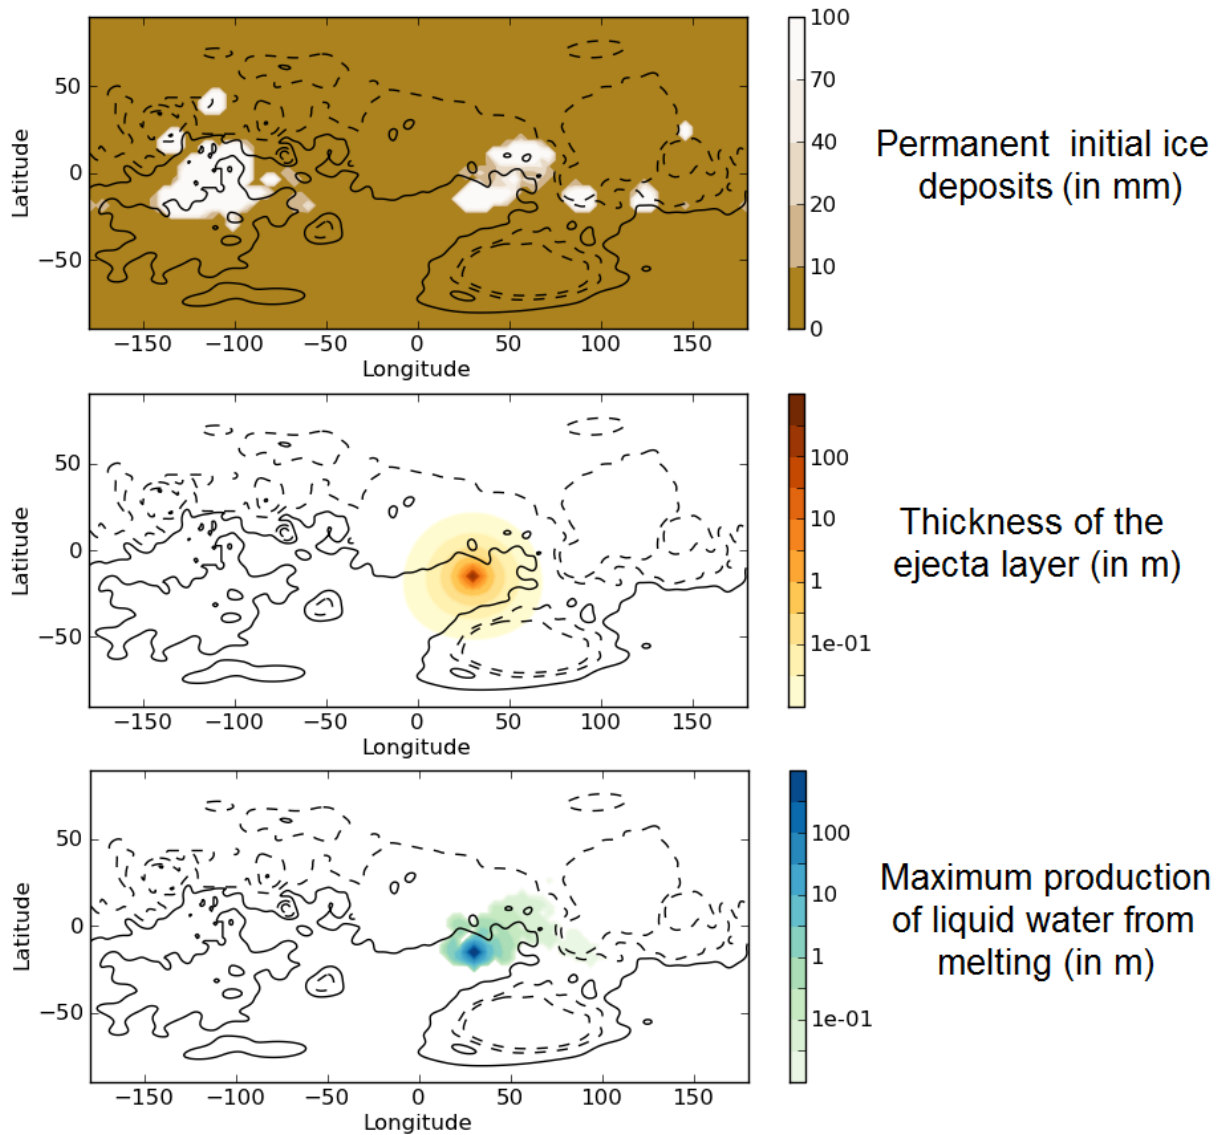 100
70
40
20
10
0
50
0
−50
Latitude
−150 −100 −50 0 50 100 150
Longitude
Permanent initial ice
deposits (in mm)
50
0
−50
Latitude
−150 −100 −50 0 50 100 150
Longitude
100
10
1
1e-01
Thickness of the
ejecta layer (in m)
50
0
−50
Latitude
−150 −100 −50 0 50 100 150
Longitude
100
10
1
1e-01
Maximum production
of liquid water from
melting (in m)